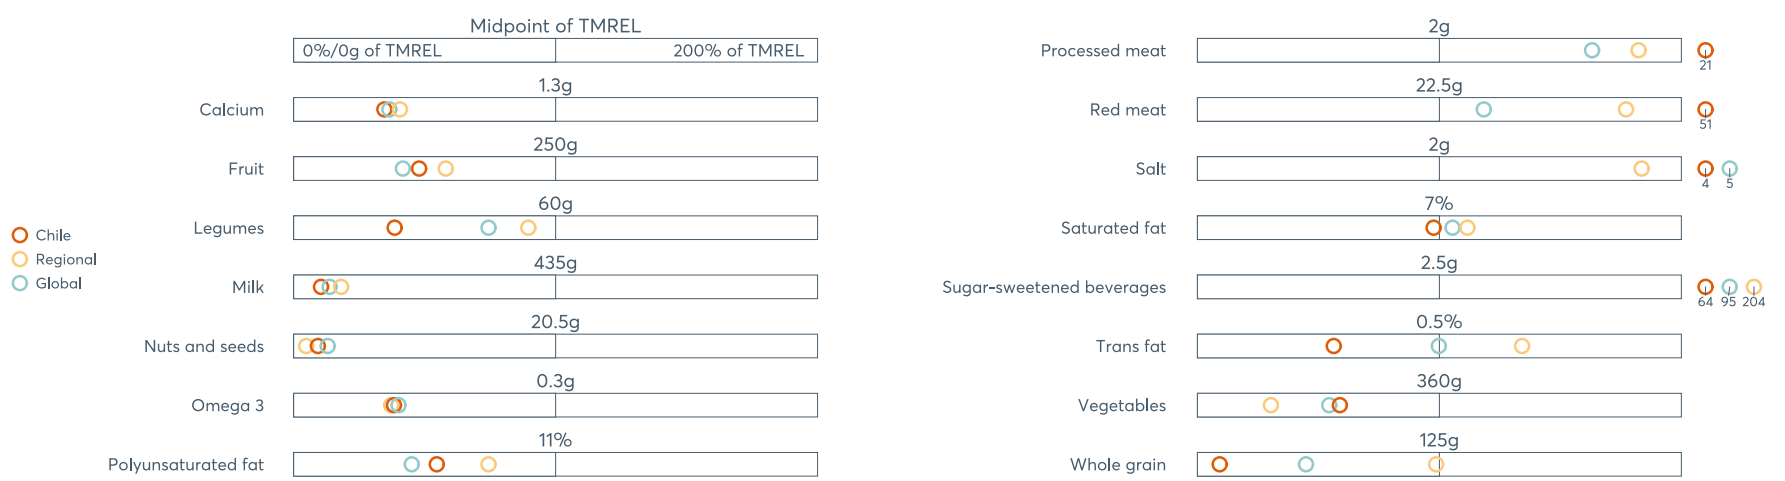 Midpoint of TMREL
0%/0g of TMREL 200% of TMREL
1.3g
Calcium
250g
Fruit
60g
Legumes
435g
Milk
20.5g
Nuts and seeds
0.3g
Omega 3
11%
Polyunsaturated fat
Chile
Regional
Global
2g
Processed meat
21
22.5g
Red meat
51
2g
Salt
4 5
7%
Saturated fat
2.5g
Sugar-sweetened beverages
64 95 204
0.5%
Trans fat
360g
Vegetables
125g
Whole grain